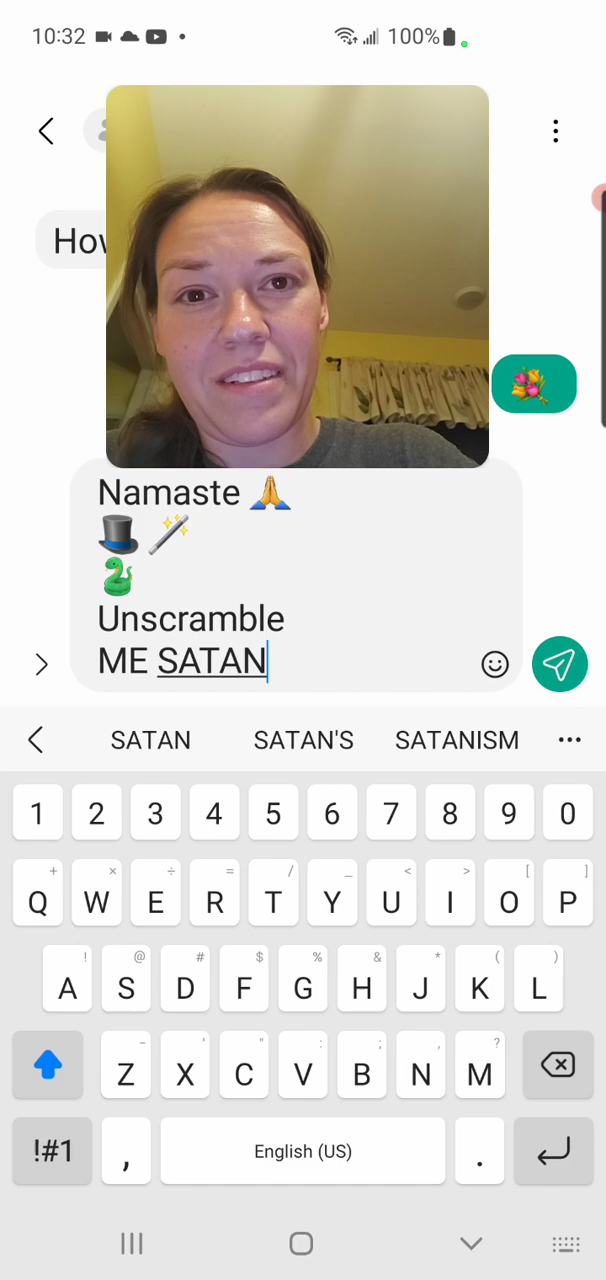 10:32
100%
How
💐
Namaste 🙏
🎩 🪄
🐍
Unscramble
ME SATAN
SATAN SATAN'S SATANISM
1 2 3 4 5 6 7 8 9 0
+ × ÷ = / _ < > [ ]
Q W E R T Y U I O P
! @ # $ % & * ( )
A S D F G H J K L
- ' " : ; , ?
Z X C V B N M
!#1 , English (US) .